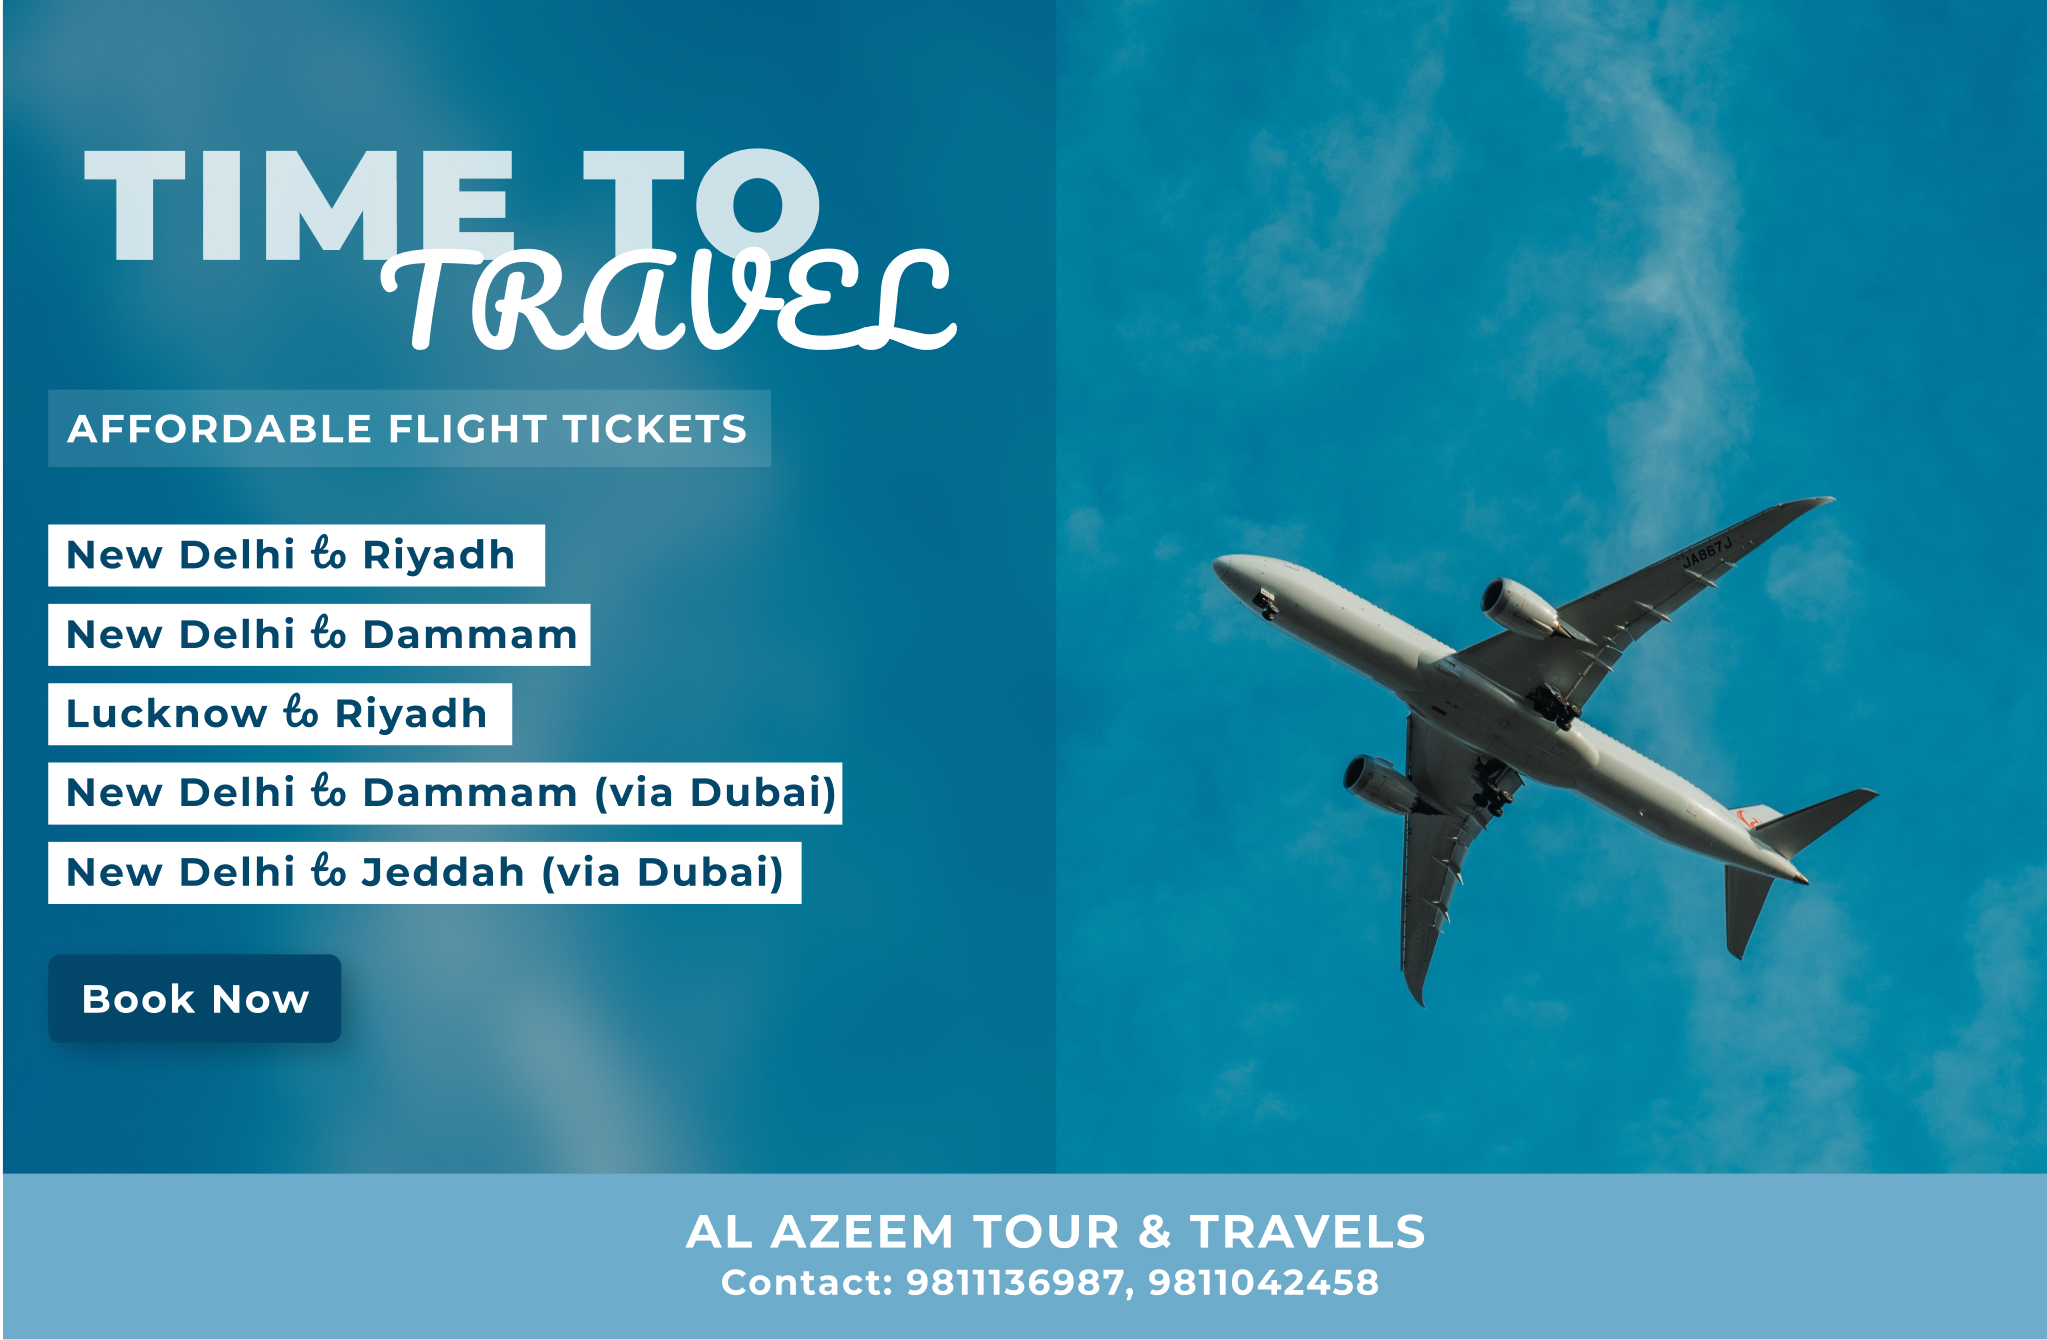 TIME TO
TRAVEL
AFFORDABLE FLIGHT TICKETS
New Delhi to Riyadh
New Delhi to Dammam
Lucknow to Riyadh
New Delhi to Dammam (via Dubai)
New Delhi to Jeddah (via Dubai)
Book Now
JA867J
AL AZEEM TOUR & TRAVELS
Contact: 9811136987, 9811042458